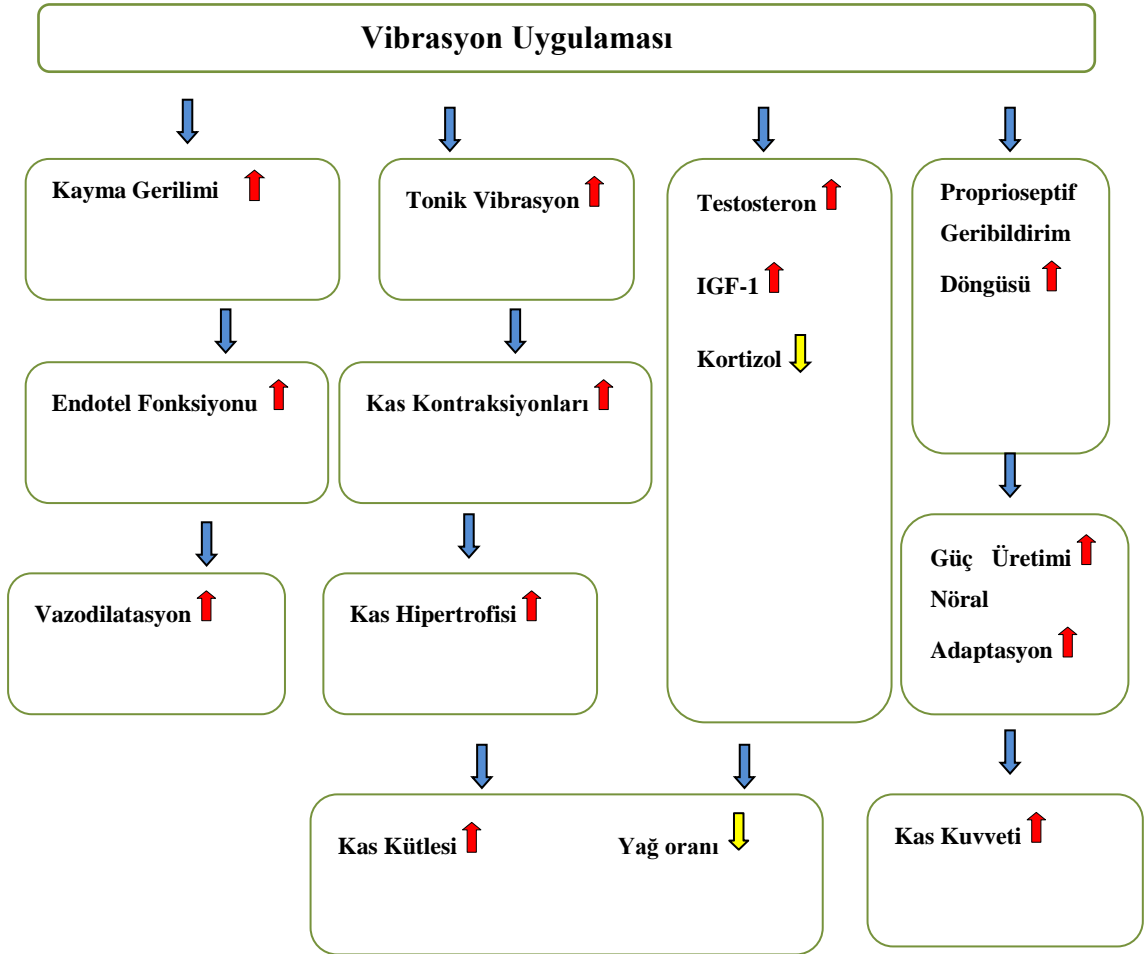 Vibrasyon Uygulaması
Kayma Gerilimi
Tonik Vibrasyon
Testosteron
IGF-1
Kortizol
Proprioseptif
Geribildirim
Döngüsü
Endotel Fonksiyonu
Kas Kontraksiyonları
Vazodilatasyon
Kas Hipertrofisi
Güç Üretimi
Nöral
Adaptasyon
Kas Kütlesi
Yağ oranı
Kas Kuvveti